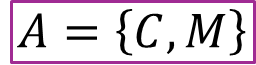 A = {C, M}